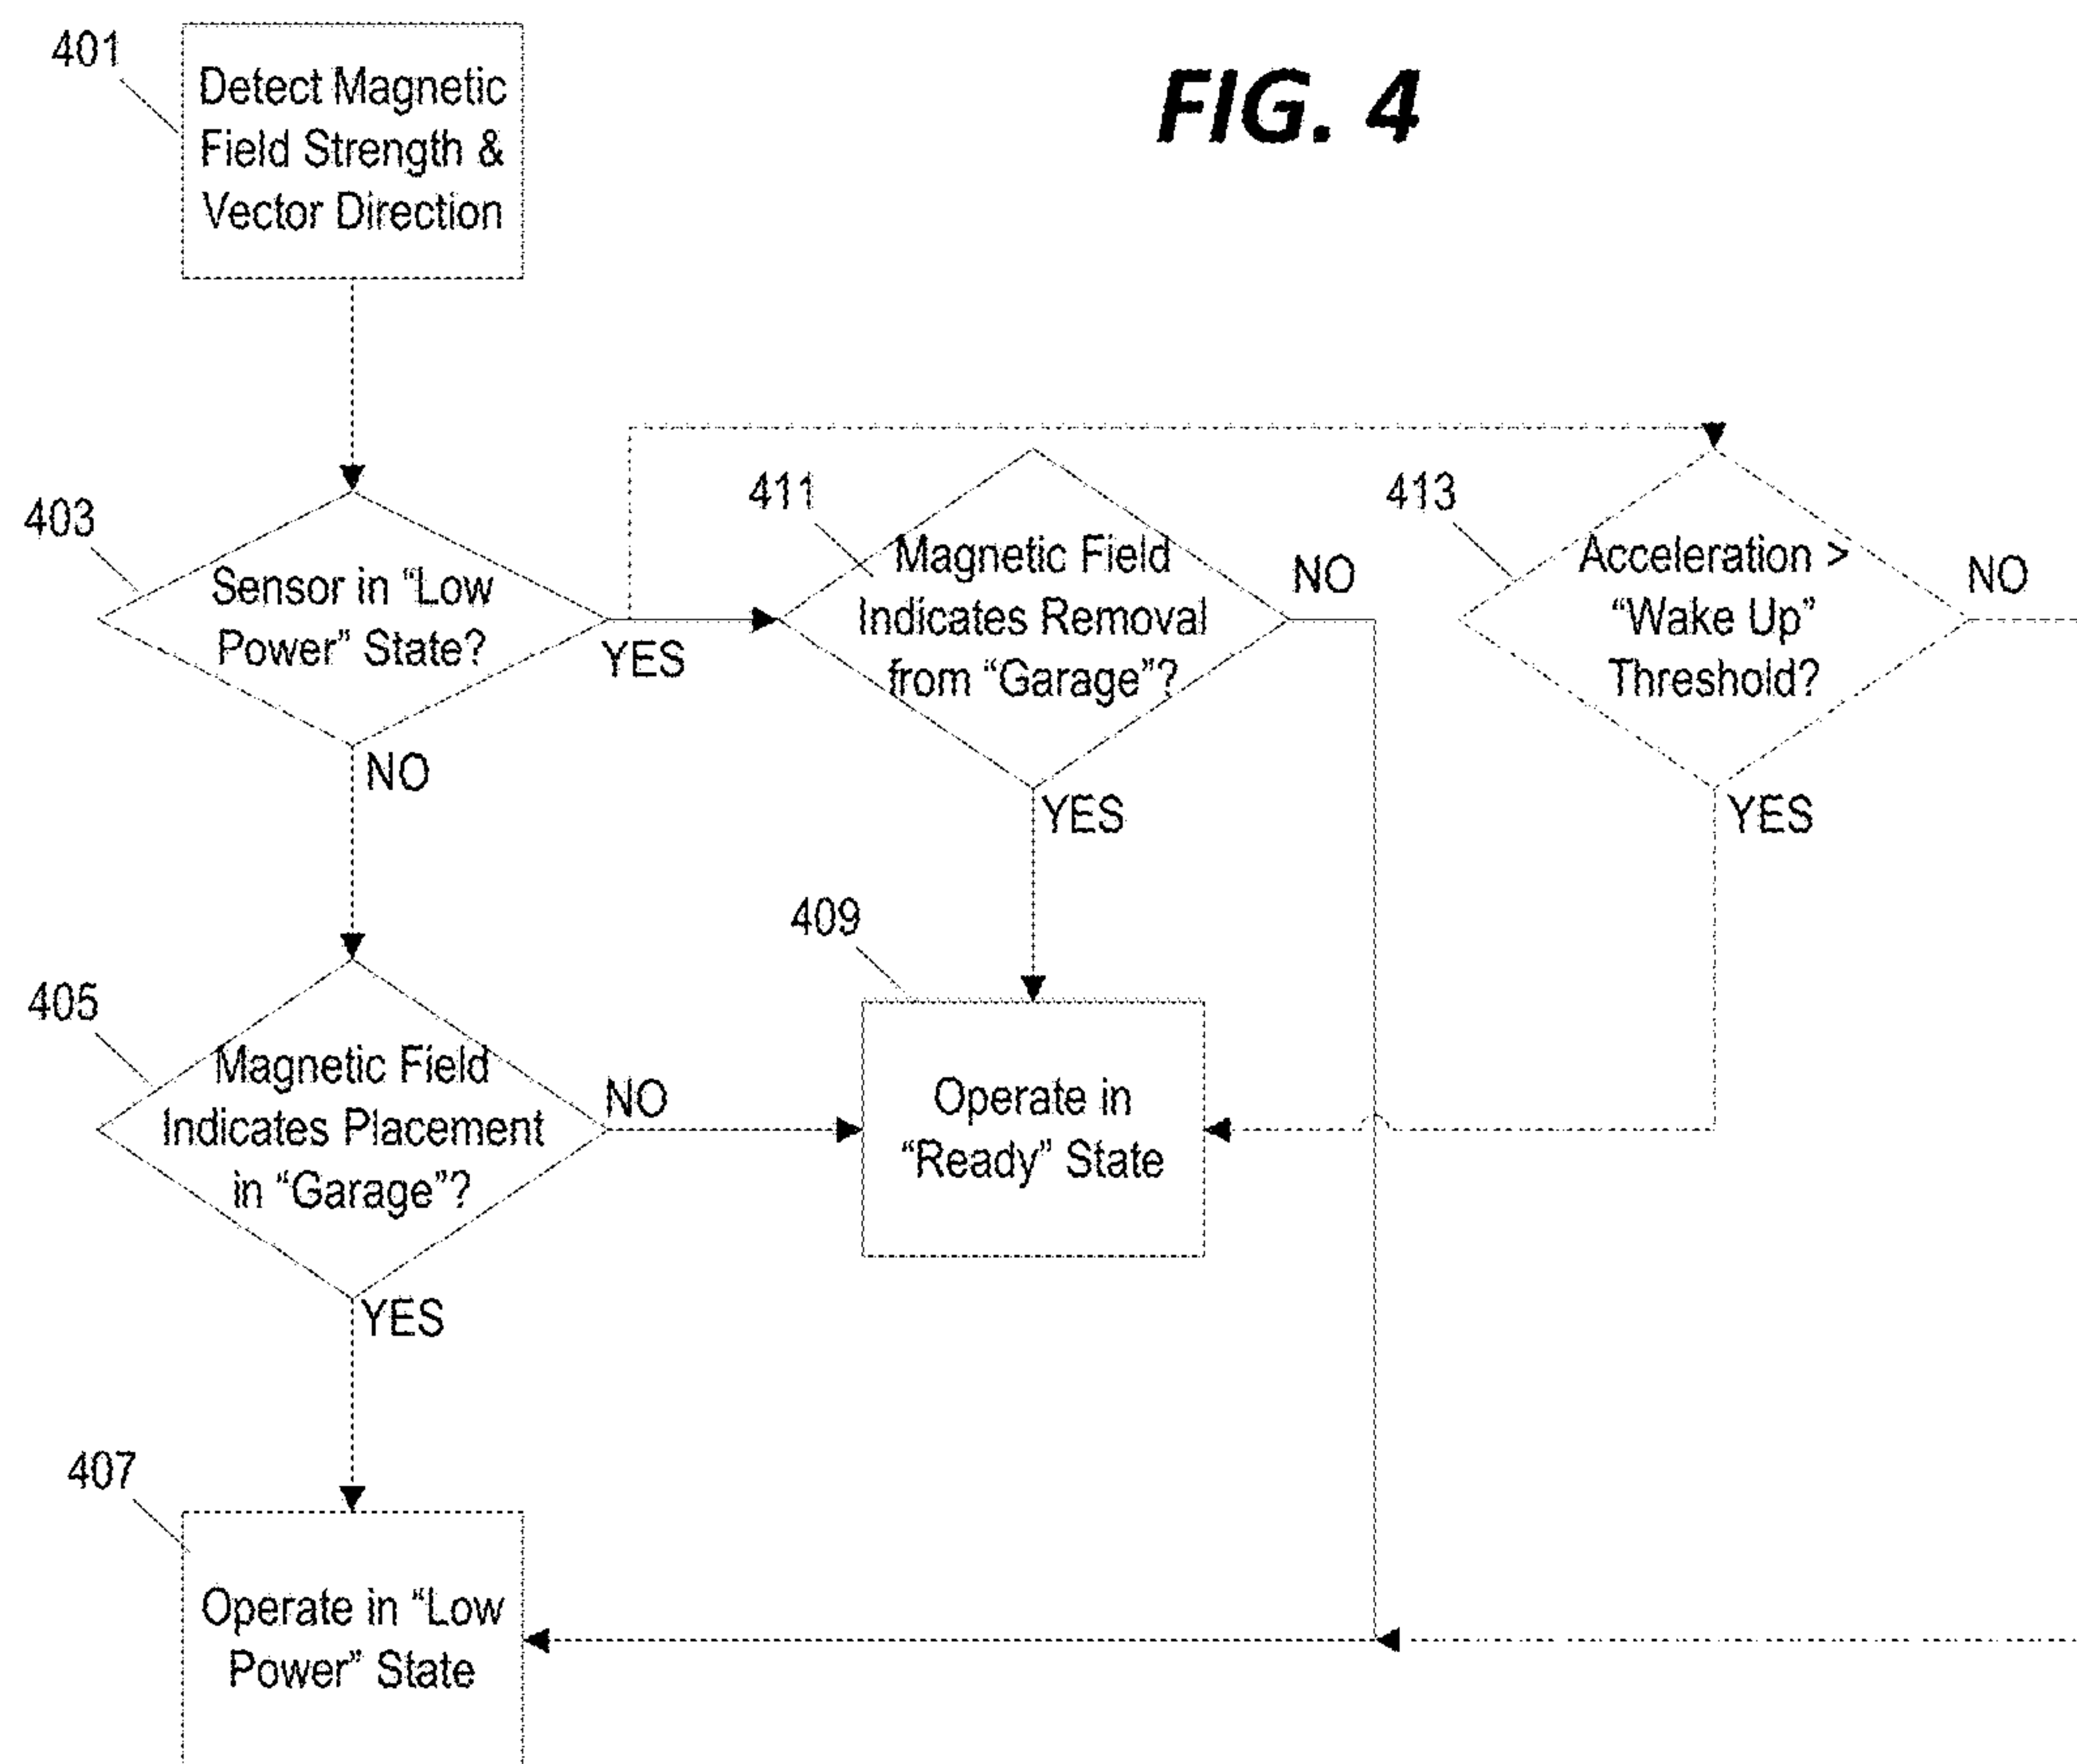 FIG. 4
401
Detect Magnetic
Field Strength &
Vector Direction
403
Sensor in “Low
Power” State?
YES
NO
411
Magnetic Field
Indicates Removal
from “Garage”?
NO
YES
413
Acceleration >
“Wake Up”
Threshold?
NO
YES
405
Magnetic Field
Indicates Placement
in “Garage”?
NO
YES
409
Operate in
“Ready” State
407
Operate in “Low
Power” State